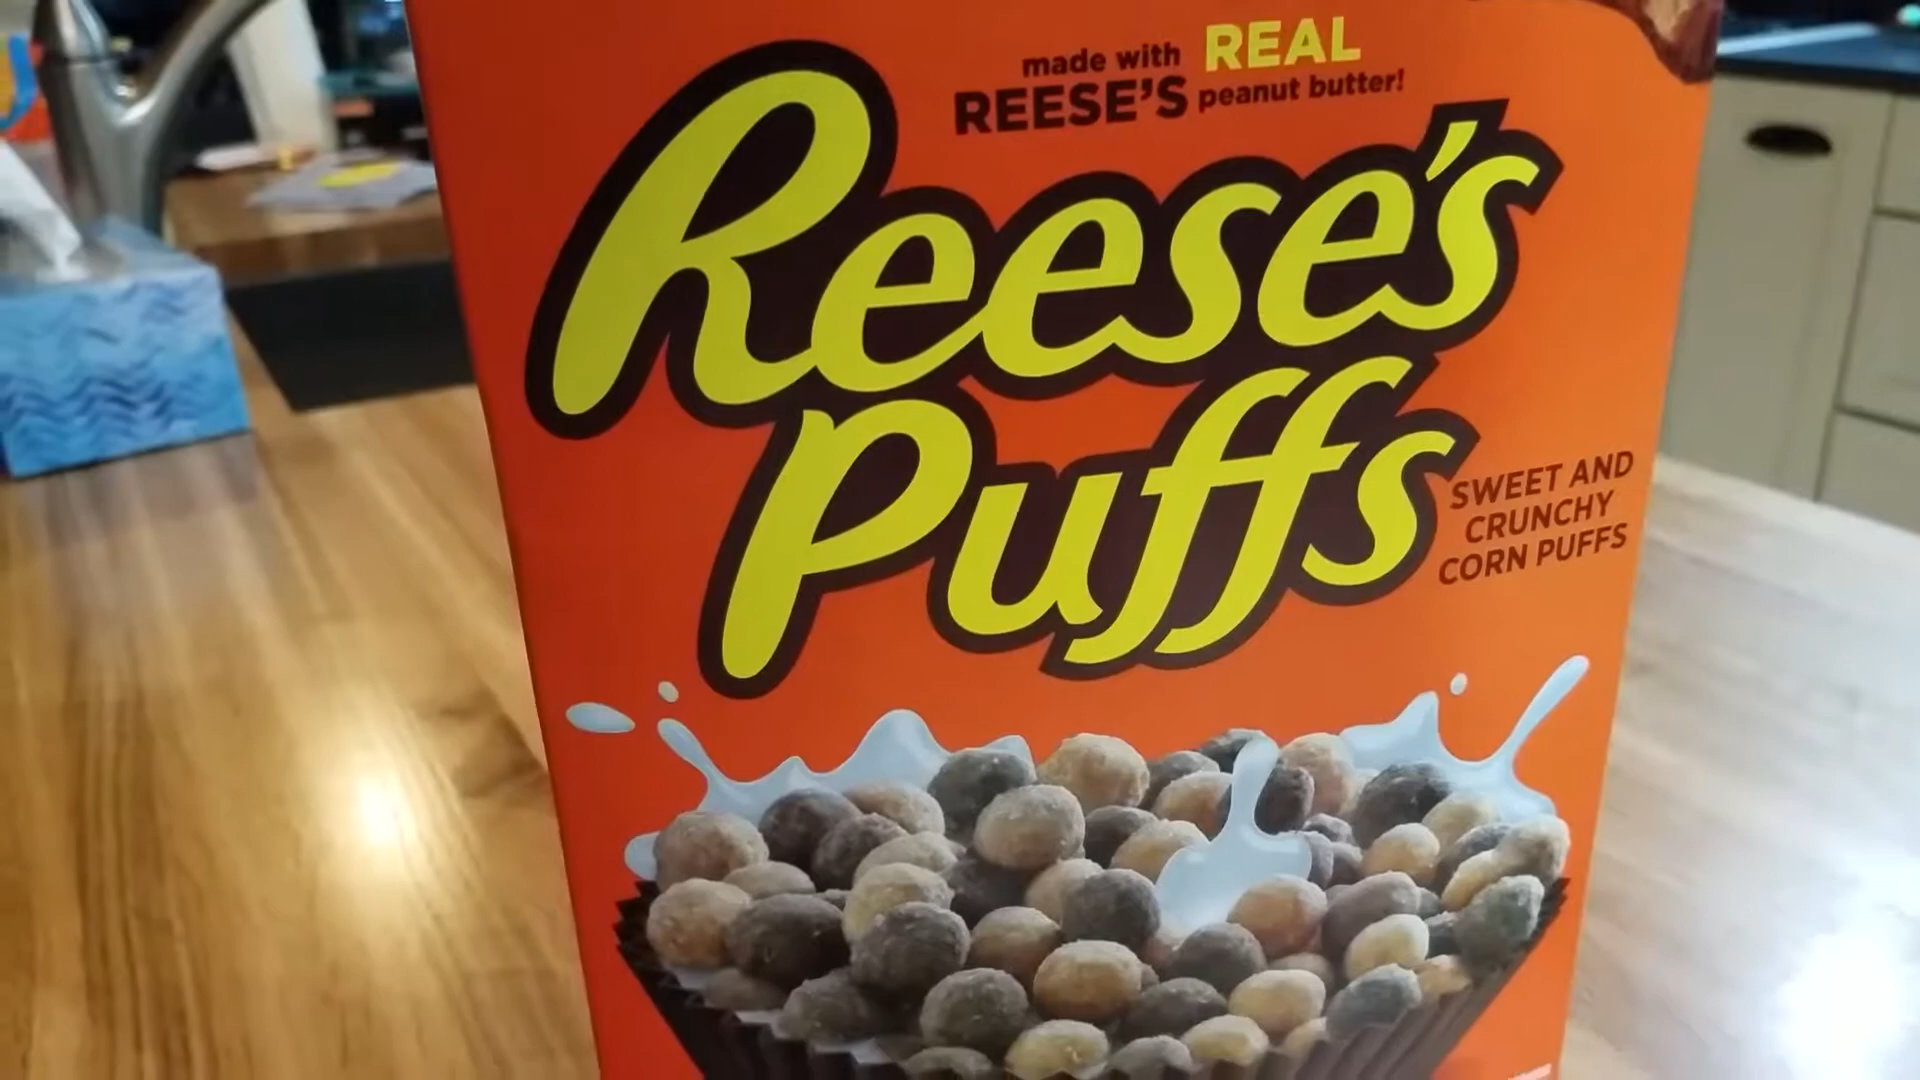 made with REAL
REESE'S peanut butter!
Reese's
Puffs
SWEET AND
CRUNCHY
CORN PUFFS